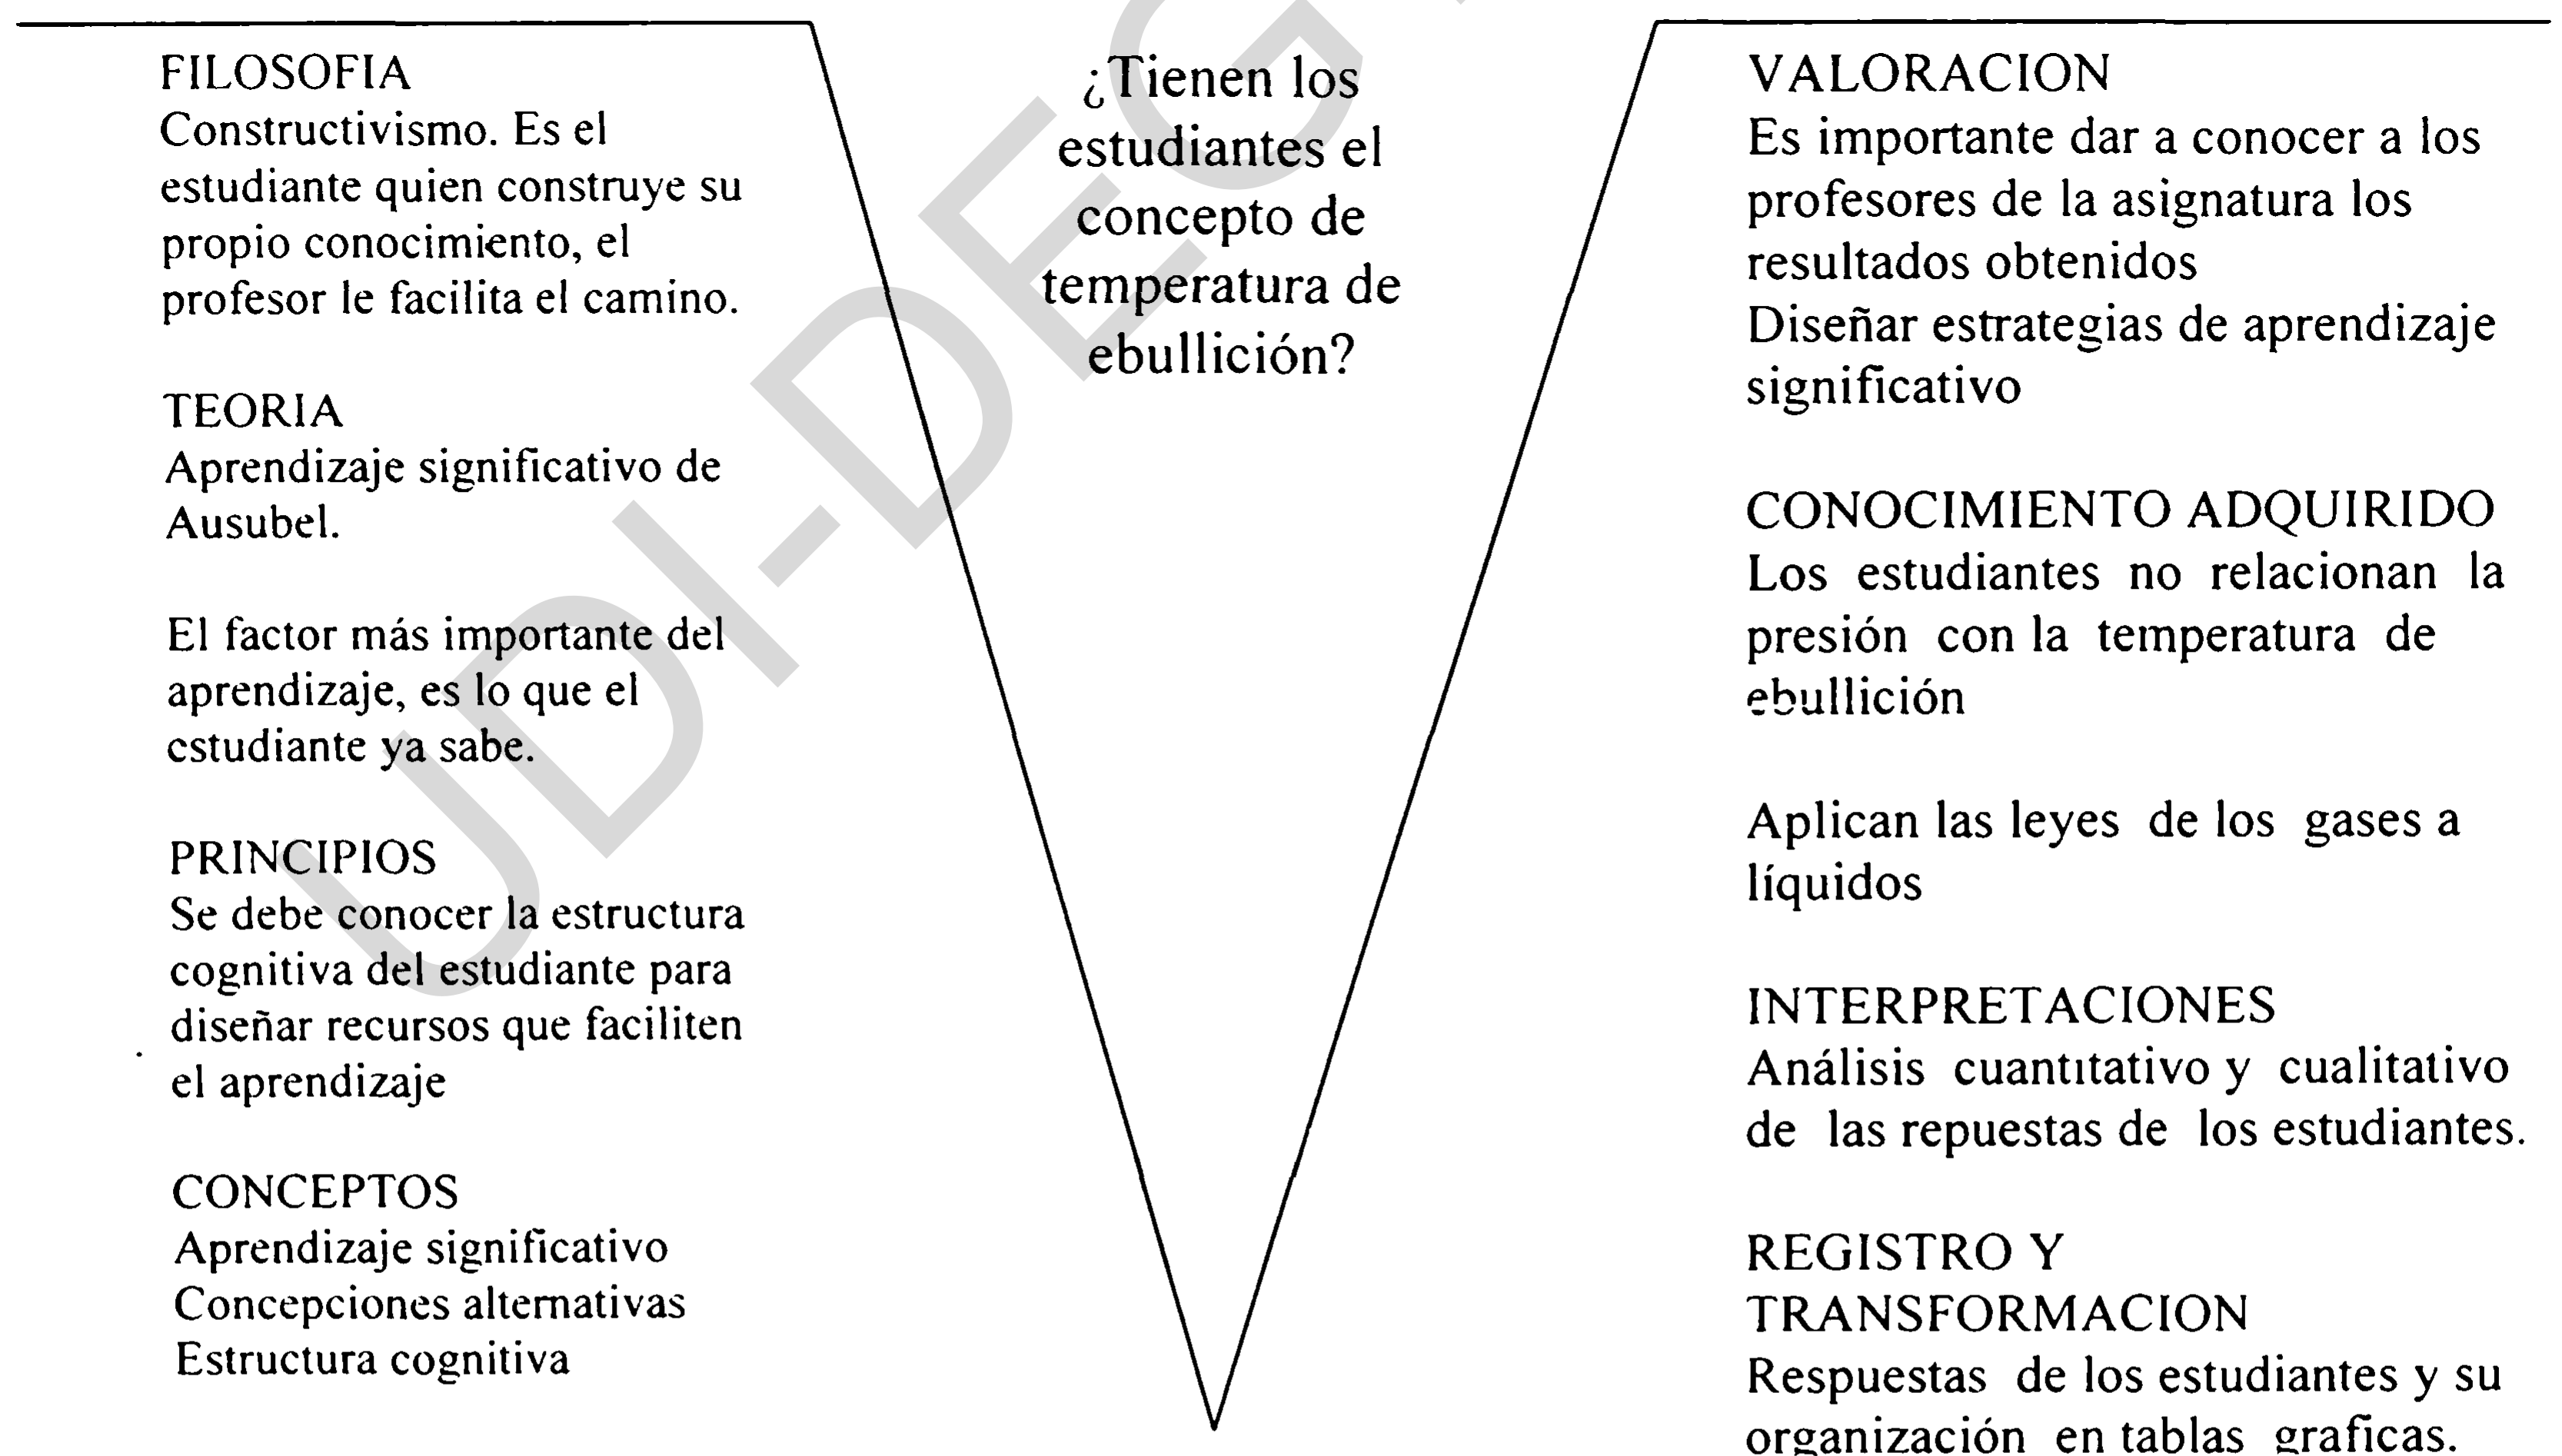 FILOSOFIA
Constructivismo. Es el
estudiante quien construye su
propio conocimiento, el
profesor le facilita el camino.
TEORIA
Aprendizaje significativo de
Ausubel.
El factor más importante del
aprendizaje, es lo que el
estudiante ya sabe.
PRINCIPIOS
Se debe conocer la estructura
cognitiva del estudiante para
diseñar recursos que faciliten
el aprendizaje
CONCEPTOS
Aprendizaje significativo
Concepciones alternativas
Estructura cognitiva
¿Tienen los
estudiantes el
concepto de
temperatura de
ebullición?
VALORACION
Es importante dar a conocer a los
profesores de la asignatura los
resultados obtenidos
Diseñar estrategias de aprendizaje
significativo
CONOCIMIENTO ADQUIRIDO
Los estudiantes no relacionan la
presión con la temperatura de
ebullición
Aplican las leyes de los gases a
líquidos
INTERPRETACIONES
Análisis cuantitativo y cualitativo
de las repuestas de los estudiantes.
REGISTRO Y
TRANSFORMACION
Respuestas de los estudiantes y su
organización en tablas graficas.
UDI-DEG